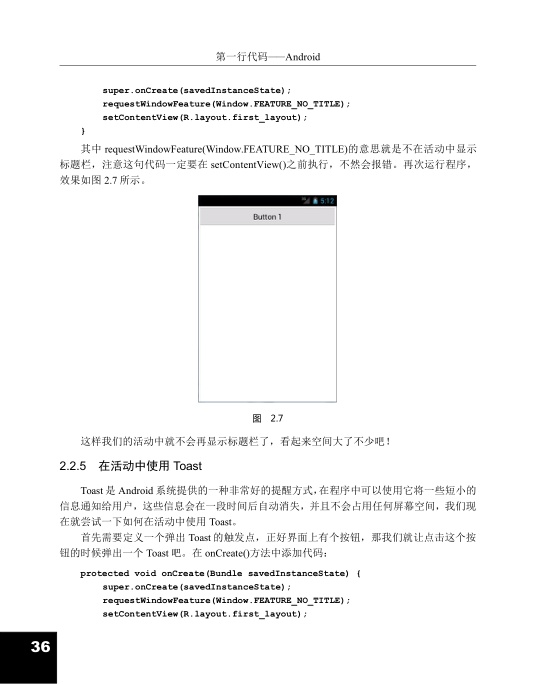 第一行代码——Android
super.onCreate(savedInstanceState);
requestWindowFeature(Window.FEATURE_NO_TITLE);
setContentView(R.layout.first_layout);
}
其中 requestWindowFeature(Window.FEATURE_NO_TITLE)的意思就是不在活动中显示
标题栏，注意这句代码一定要在 setContentView()之前执行，不然会报错。再次运行程序，
效果如图 2.7 所示。
5:12
Button 1
图 2.7
这样我们的活动中就不会再显示标题栏了，看起来空间大了不少吧！
2.2.5 在活动中使用 Toast
Toast 是 Android 系统提供的一种非常好的提醒方式，在程序中可以使用它将一些短小的
信息通知给用户，这些信息会在一段时间后自动消失，并且不会占用任何屏幕空间，我们现
在就尝试一下如何在活动中使用 Toast。
首先需要定义一个弹出 Toast 的触发点，正好界面上有个按钮，那我们就让点击这个按
钮的时候弹出一个 Toast 吧。在 onCreate()方法中添加代码：
protected void onCreate(Bundle savedInstanceState) {
super.onCreate(savedInstanceState);
requestWindowFeature(Window.FEATURE_NO_TITLE);
setContentView(R.layout.first_layout);
36